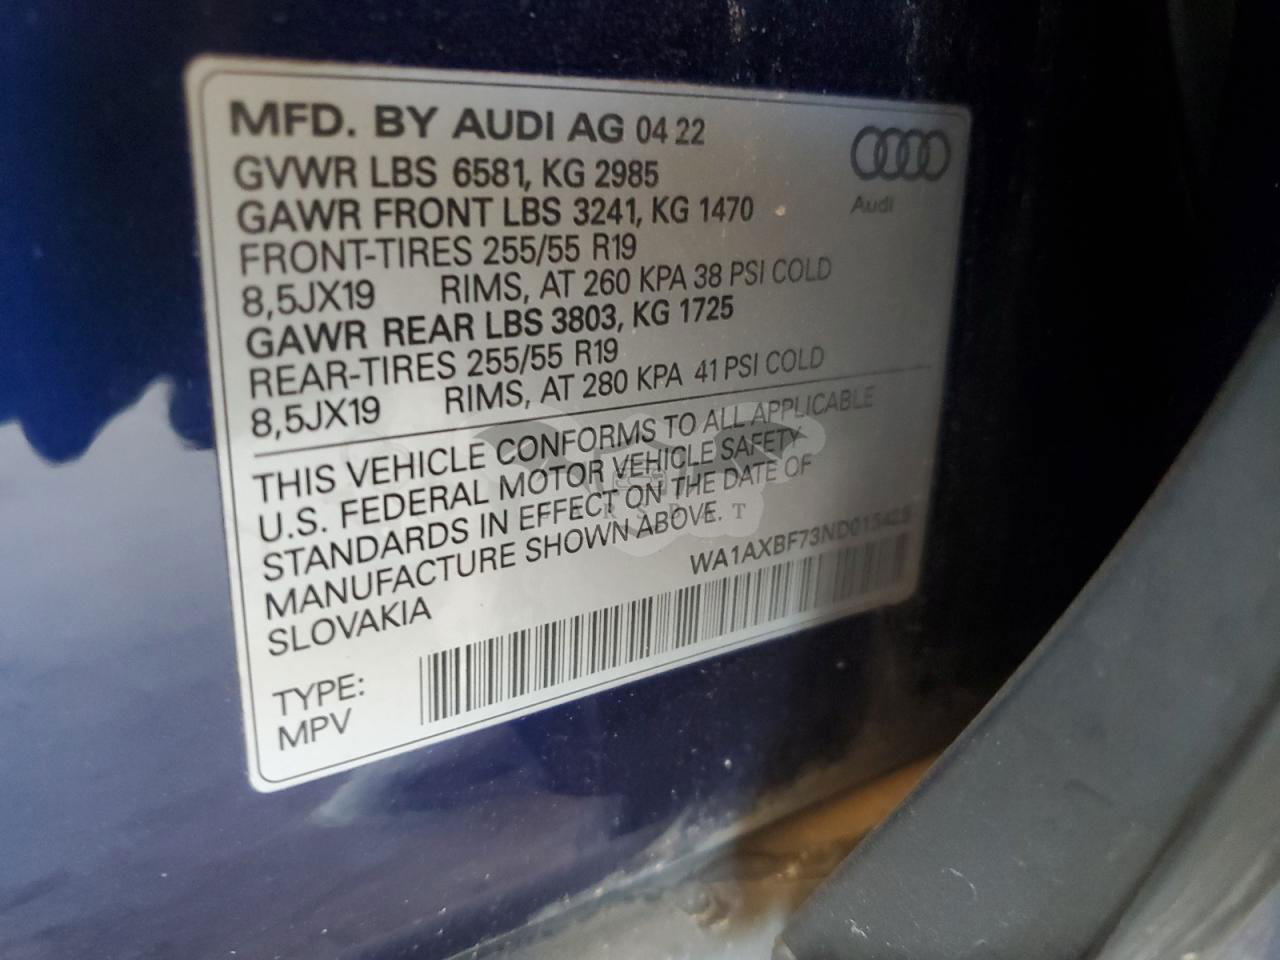 MFD. BY AUDI AG 04 22
GVWR LBS 6581, KG 2985
GAWR FRONT LBS 3241, KG 1470
FRONT-TIRES 255/55 R19
8,5JX19 RIMS, AT 260 KPA 38 PSI COLD
GAWR REAR LBS 3803, KG 1725
REAR-TIRES 255/55 R19
8,5JX19 RIMS, AT 280 KPA 41 PSI COLD
Audi
THIS VEHICLE CONFORMS TO ALL APPLICABLE
U.S. FEDERAL MOTOR VEHICLE SAFETY
STANDARDS IN EFFECT ON THE DATE OF
MANUFACTURE SHOWN ABOVE.
SLOVAKIA
TYPE:
MPV